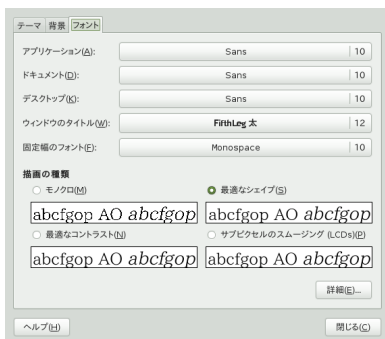 テーマ 背景 フォント
アプリケーション(A): Sans 10
ドキュメント(D): Sans 10
デスクトップ(K): Sans 10
ウィンドウのタイトル(W): FifthLeg 太 12
固定幅のフォント(F): Monospace 10
描画の種類
モノクロ(M) 最適なシェイプ(S)
abcfgop AO abcfgop abcfgop AO abcfgop
最適なコントラスト(N) サブピクセルのスムージング (LCDs)(P)
abcfgop AO abcfgop abcfgop AO abcfgop
詳細(E)...
ヘルプ(H) 閉じる(C)